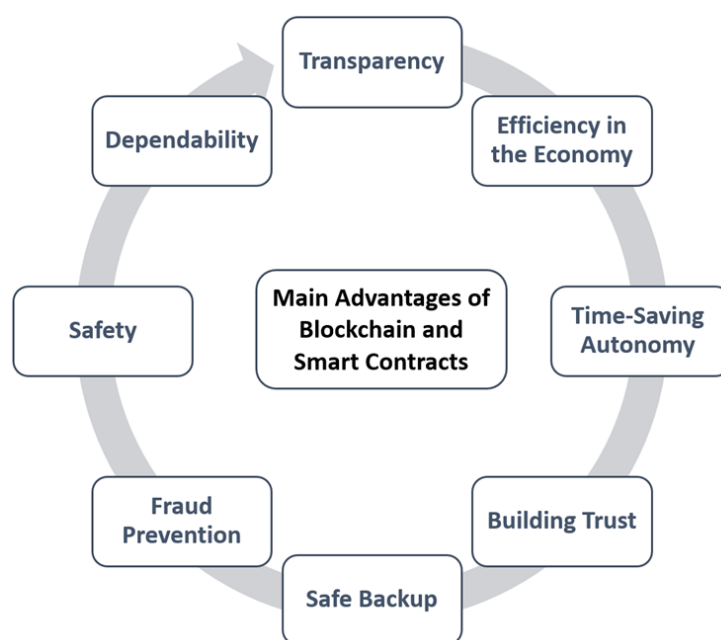 Transparency
Efficiency in
the Economy
Time-Saving
Autonomy
Building Trust
Safe Backup
Fraud
Prevention
Safety
Dependability
Main Advantages of
Blockchain and
Smart Contracts